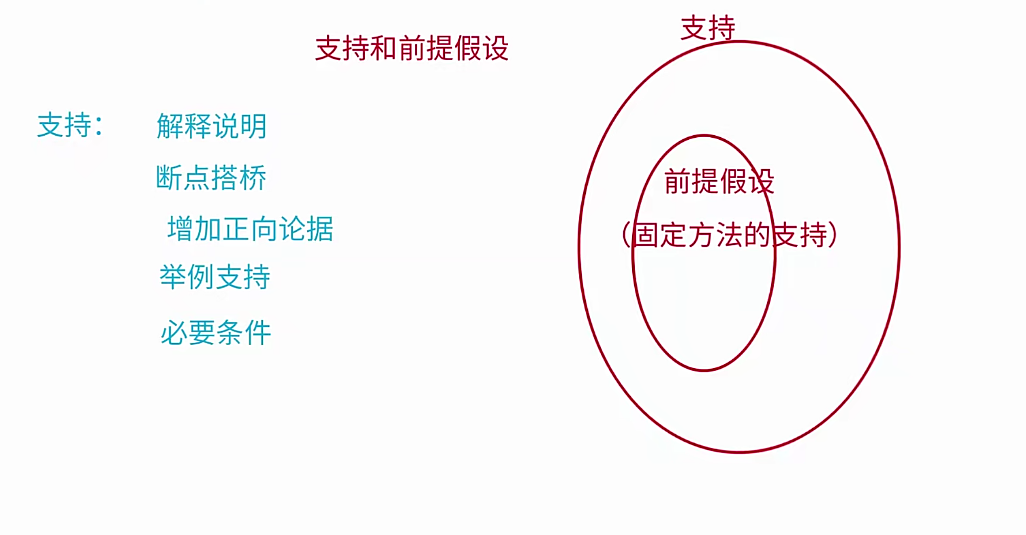 支持和前提假设
支持：
解释说明
断点搭桥
增加正向论据
举例支持
必要条件
支持
前提假设
（固定方法的支持）